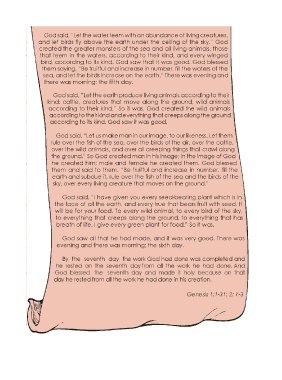 God said, "Let the water teem with an abundance of living creatures,
and let birds fly above the earth under the ceiling of the sky." God
created the greater monsters of the sea and all living animals, those
that teem in the waters, according to their kind, and every winged
bird, according to its kind. God saw that it was good. God blessed
them saying, "Be fruitful and increase in number, fill the waters of the
sea, and let the birds increase on the earth." There was evening and
there was morning: the fifth day.
God said, "Let the earth produce living animals according to their
kind: cattle, creatures that move along the ground, wild animals
according to their kind." So it was. God created the wild animals
according to their kind and everything that creeps along the ground
according to its kind. God saw it was good.
God said, "Let us make man in our image, to our likeness. Let them
rule over the fish of the sea, over the birds of the air, over the cattle,
over the wild animals, and over all creeping things that crawl along
the ground." So God created man in his image; in the image of God
he created him; male and female he created them. God blessed
them and said to them, "Be fruitful and increase in number, fill the
earth and subdue it, rule over the fish of the sea and the birds of the
sky, over every living creature that moves on the ground."
God said, "I have given you every seed-bearing plant which is in
the face of all the earth, and every tree that bears fruit with seed. It
will be for your food. To every wild animal, to every bird of the sky,
to everything that creeps along the ground, to everything that has
breath of life, I give every green plant for food." So it was.
God saw all that he had made, and it was very good. There was
evening and there was morning: the sixth day.
By the seventh day the work God had done was completed and
he rested on the seventh day from all the work he had done. And
God blessed the seventh day and made it holy because on that
day he rested from all the work he had done in his creation.
Genesis 1:1-31; 2: 1-3